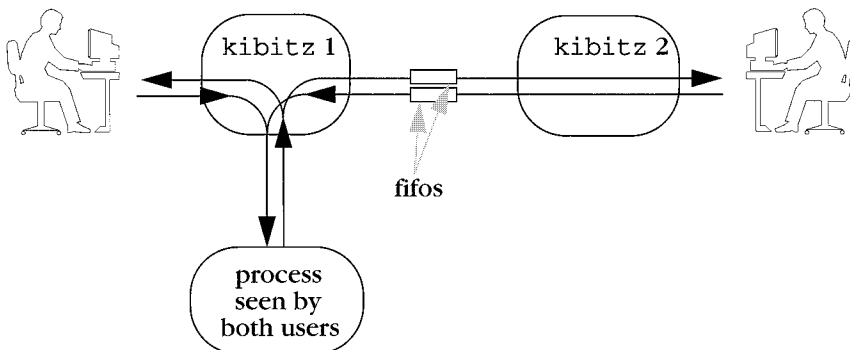 kibitz 1
kibitz 2
fifos
process
seen by
both users